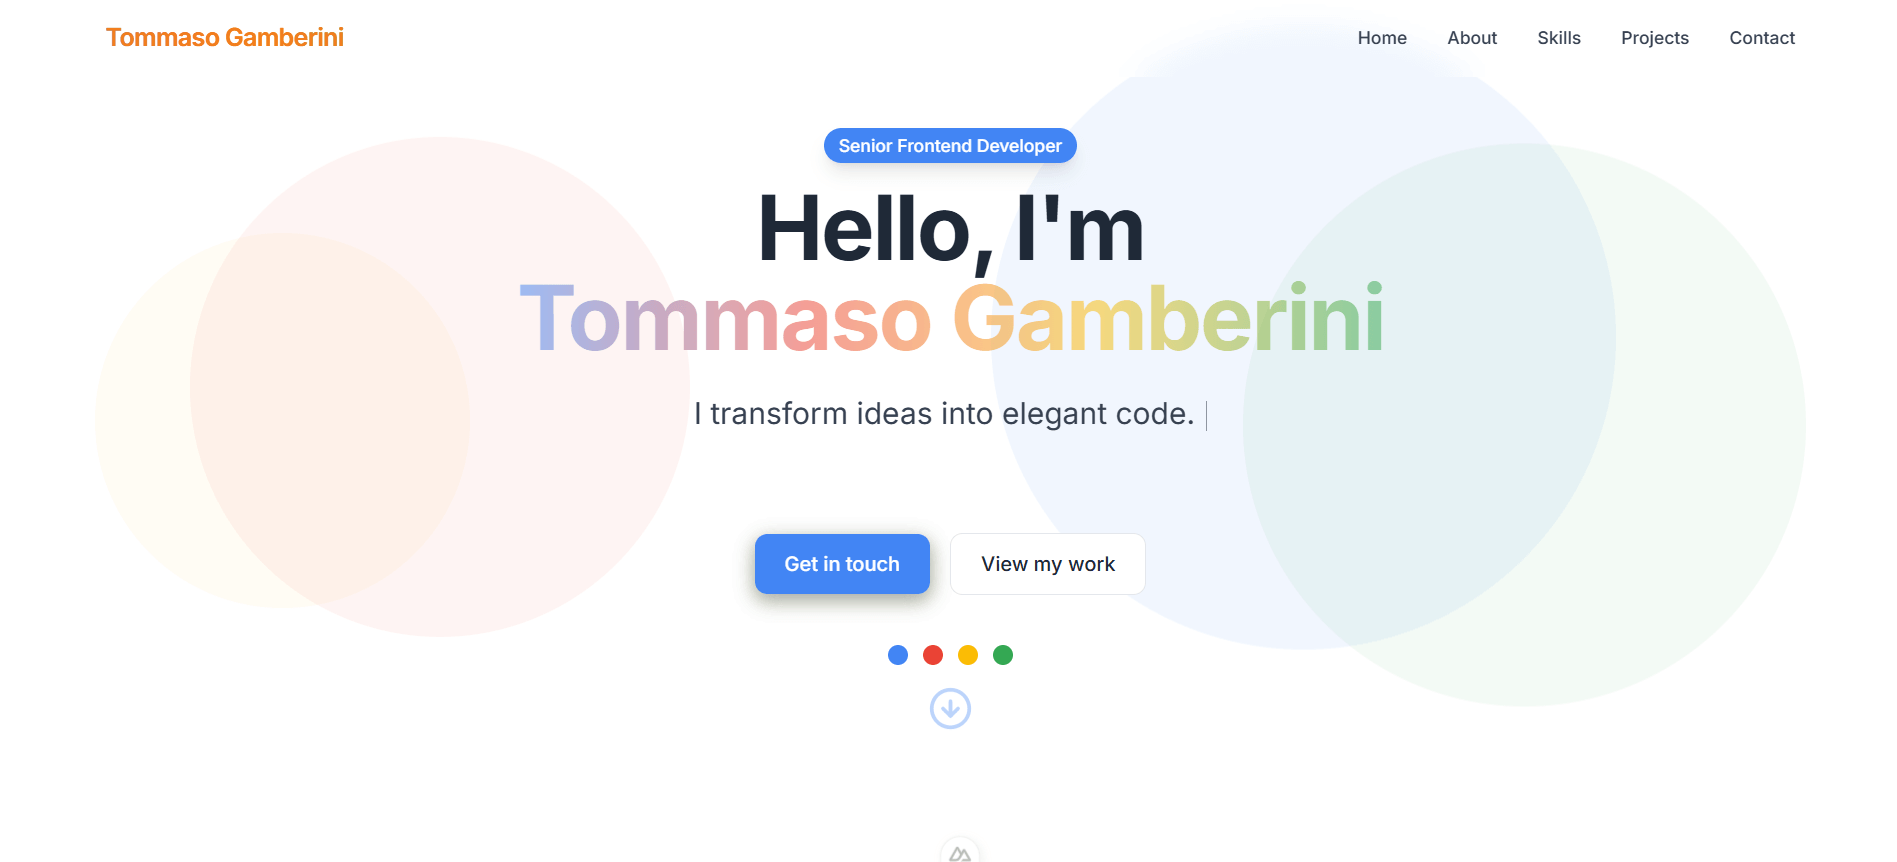 Tommaso Gamberini
Home About Skills Projects Contact
Senior Frontend Developer
Hello, I'm
Tommaso Gamberini
I transform ideas into elegant code.
Get in touch
View my work